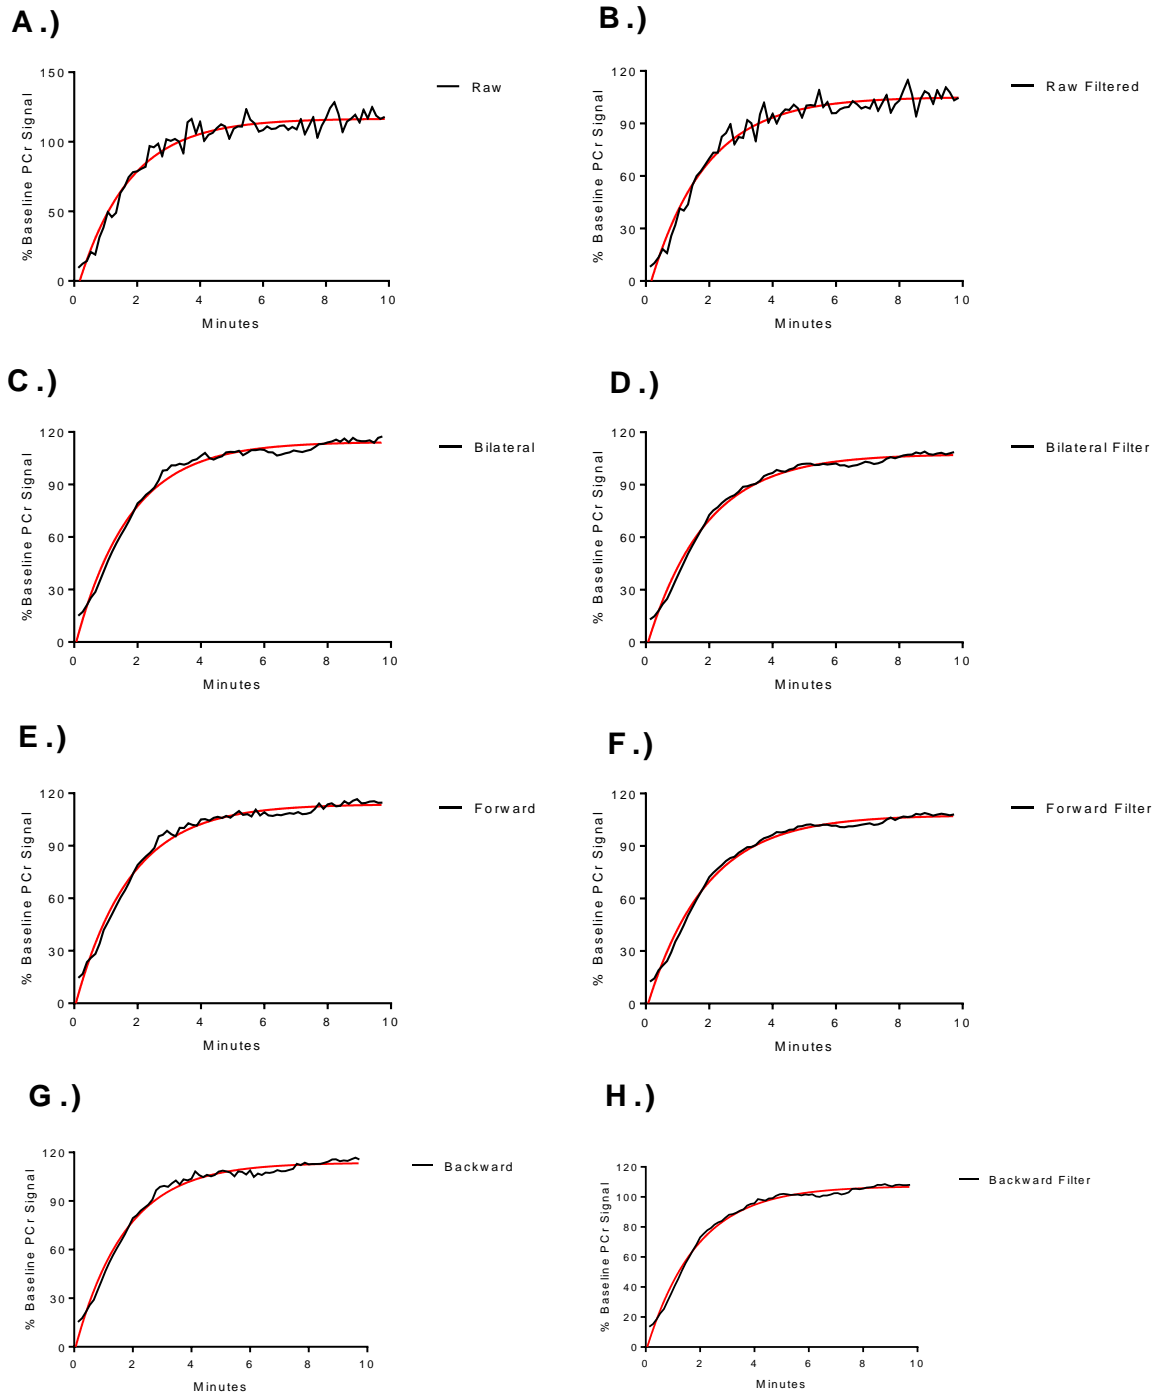 A.)
150
100
50
0
% Baseline PCr Signal
0 2 4 6 8 10
Minutes
Raw
B.)
120
90
60
30
0
% Baseline PCr Signal
0 2 4 6 8 10
Minutes
Raw Filtered
C.)
120
90
60
30
0
%Baseline PCr Signal
0 2 4 6 8 10
Minutes
Bilateral
D.)
120
90
60
30
0
% Baseline PCr Signal
0 2 4 6 8 10
Minutes
Bilateral Filter
E.)
120
90
60
30
0
% Baseline PCr Signal
0 2 4 6 8 10
Minutes
Forward
F.)
120
90
60
30
0
% Baseline PCr Signal
0 2 4 6 8 10
Minutes
Forward Filter
G.)
120
90
60
30
0
% Baseline PCr Signal
0 2 4 6 8 10
Minutes
Backward
H.)
120
100
80
60
40
20
0
% Baseline PCr Signal
0 2 4 6 8 10
Minutes
Backward Filter